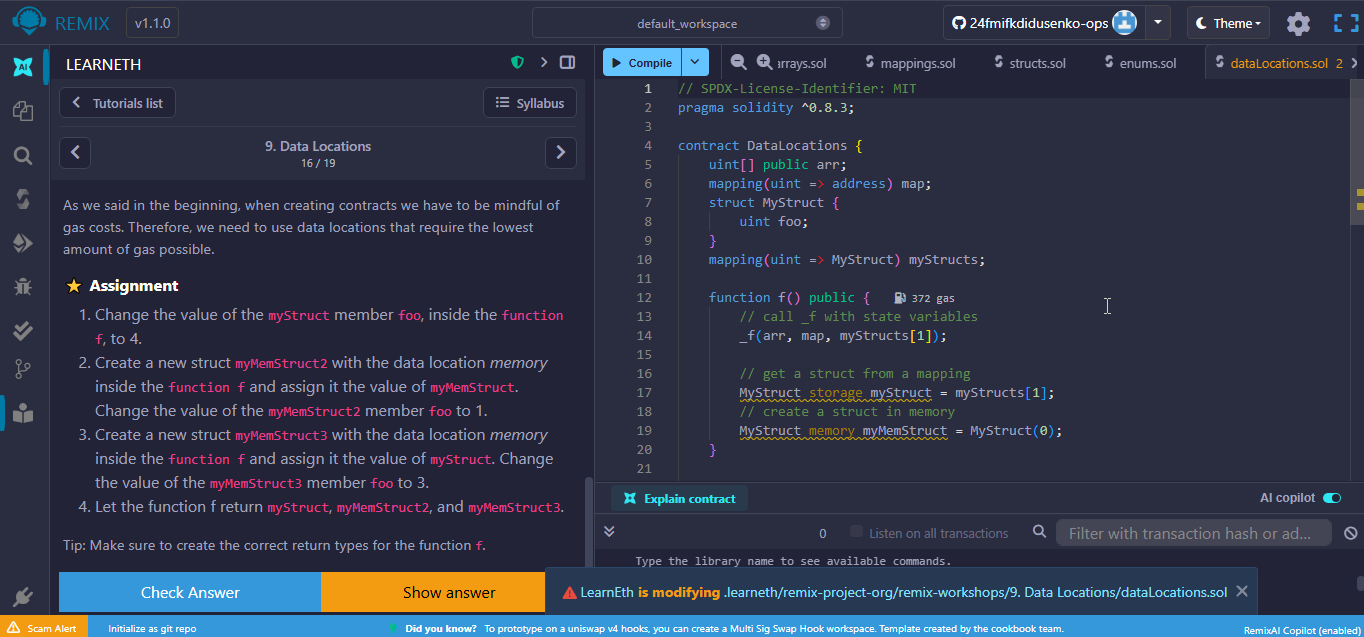 REMIX v1.1.0 default_workspace 24fmifkdidusenko-ops Theme
AI LEARNETH
Tutorials list Syllabus
9. Data Locations
16 / 19
As we said in the beginning, when creating contracts we have to be mindful of
gas costs. Therefore, we need to use data locations that require the lowest
amount of gas possible.
Assignment
1. Change the value of the myStruct member foo, inside the function
f, to 4.
2. Create a new struct myMemStruct2 with the data location memory
inside the function f and assign it the value of myMemStruct.
Change the value of the myMemStruct2 member foo to 1.
3. Create a new struct myMemStruct3 with the data location memory
inside the function f and assign it the value of myStruct. Change
the value of the myMemStruct3 member foo to 3.
4. Let the function f return myStruct, myMemStruct2, and myMemStruct3.
Tip: Make sure to create the correct return types for the function f.
Check Answer Show answer
Compile arrays.sol mappings.sol structs.sol enums.sol dataLocations.sol 2
1 // SPDX-License-Identifier: MIT
2 pragma solidity ^0.8.3;
3
4 contract DataLocations {
5 uint[] public arr;
6 mapping(uint => address) map;
7 struct MyStruct {
8 uint foo;
9 }
10 mapping(uint => MyStruct) myStructs;
11
12 function f() public { 372 gas
13 // call _f with state variables
14 _f(arr, map, myStructs[1]);
15
16 // get a struct from a mapping
17 MyStruct storage myStruct = myStructs[1];
18 // create a struct in memory
19 MyStruct memory myMemStruct = MyStruct(0);
20 }
21
Explain contract AI copilot
0 Listen on all transactions Filter with transaction hash or ad...
Type the library name to see available commands.
LearnEth is modifying .learneth/remix-project-org/remix-workshops/9. Data Locations/dataLocations.sol
Scam Alert Initialize as git repo Did you know? To prototype on a uniswap v4 hooks, you can create a Multi Sig Swap Hook workspace. Template created by the cookbook team. RemixAI Copilot (enabled)